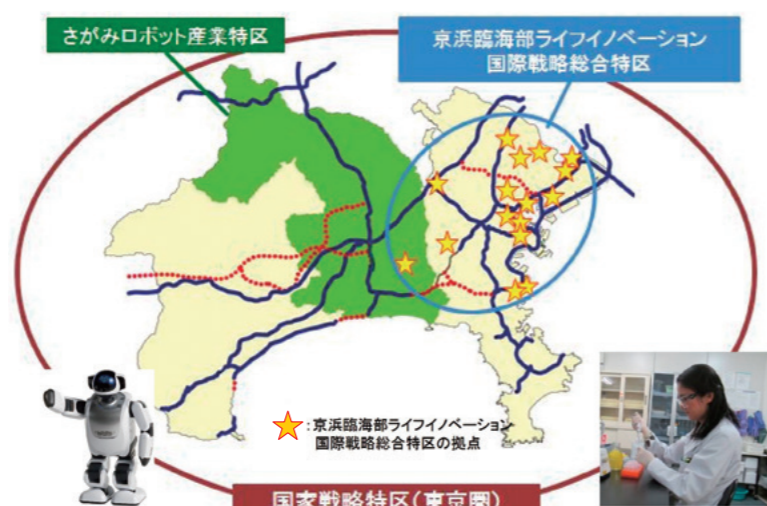 さがみロボット産業特区
京浜臨海部ライフイノベーション
国際戦略総合特区
:京浜臨海部ライフイノベーション
国際戦略総合特区の拠点
国家戦略特区(東京圏)